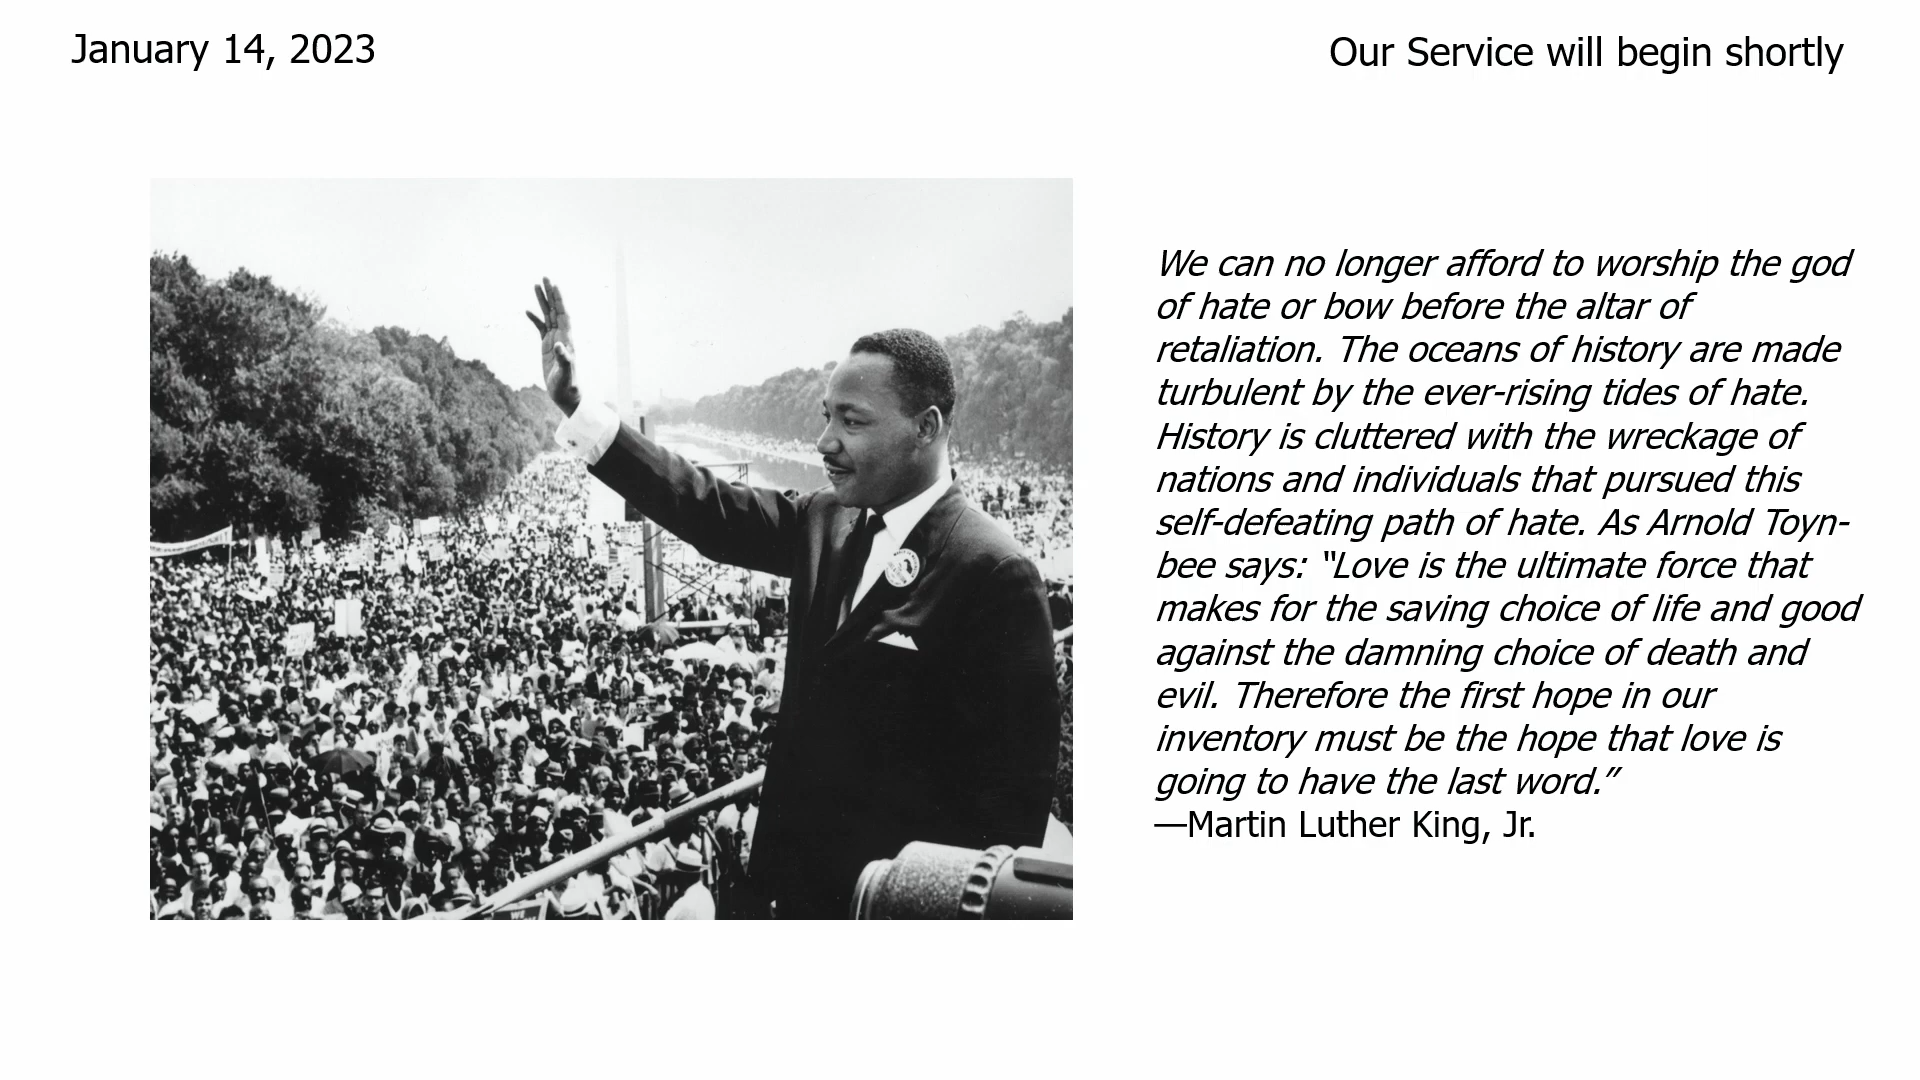 January 14, 2023
Our Service will begin shortly
We can no longer afford to worship the god
of hate or bow before the altar of
retaliation. The oceans of history are made
turbulent by the ever-rising tides of hate.
History is cluttered with the wreckage of
nations and individuals that pursued this
self-defeating path of hate. As Arnold Toyn-
bee says: “Love is the ultimate force that
makes for the saving choice of life and good
against the damning choice of death and
evil. Therefore the first hope in our
inventory must be the hope that love is
going to have the last word.”
—Martin Luther King, Jr.